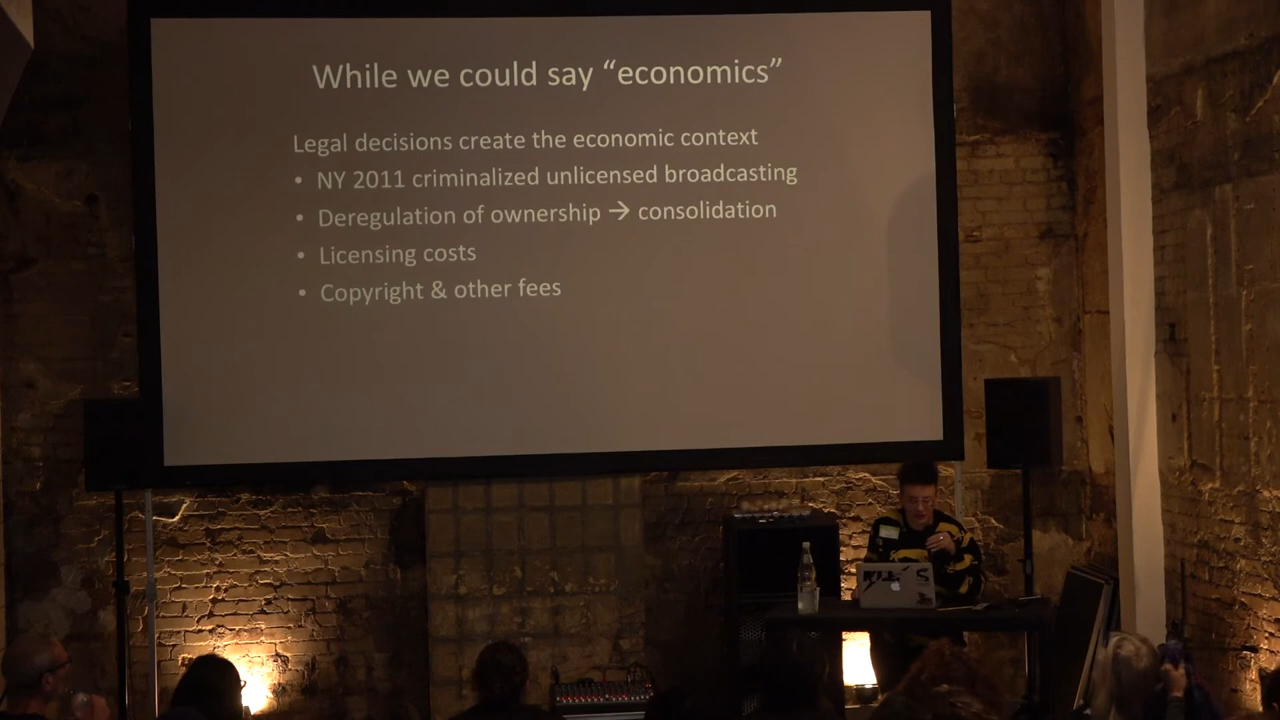 While we could say “economics”
Legal decisions create the economic context
• NY 2011 criminalized unlicensed broadcasting
• Deregulation of ownership → consolidation
• Licensing costs
• Copyright & other fees